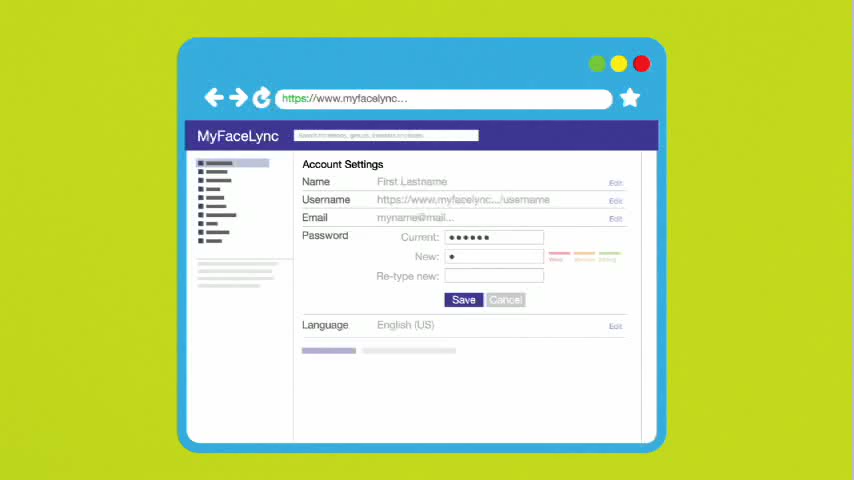 https://www.myfacelync...
MyFaceLync
Account Settings
Name First Lastname Edit
Username https://www.myfacelync.../username Edit
Email myname@mail... Edit
Password Current: ●●●●●●
New: ●
Re-type new:
Save Cancel
Language English (US) Edit